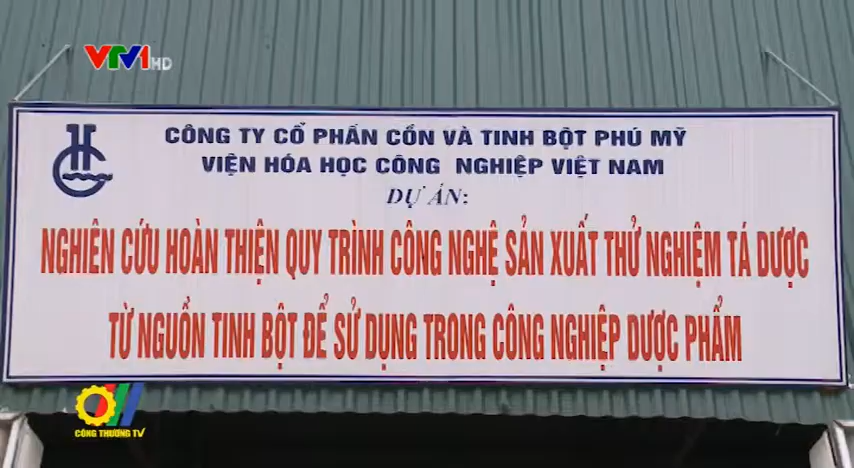 VTV1 HD
CÔNG TY CỔ PHẦN CỒN VÀ TINH BỘT PHÚ MỸ
VIỆN HÓA HỌC CÔNG NGHIỆP VIỆT NAM
DỰ ÁN:
NGHIÊN CỨU HOÀN THIỆN QUY TRÌNH CÔNG NGHỆ SẢN XUẤT THỬ NGHIỆM TÁ DƯỢC
TỪ NGUỒN TINH BỘT ĐỂ SỬ DỤNG TRONG CÔNG NGHIỆP DƯỢC PHẨM
CÔNG THƯƠNG TV